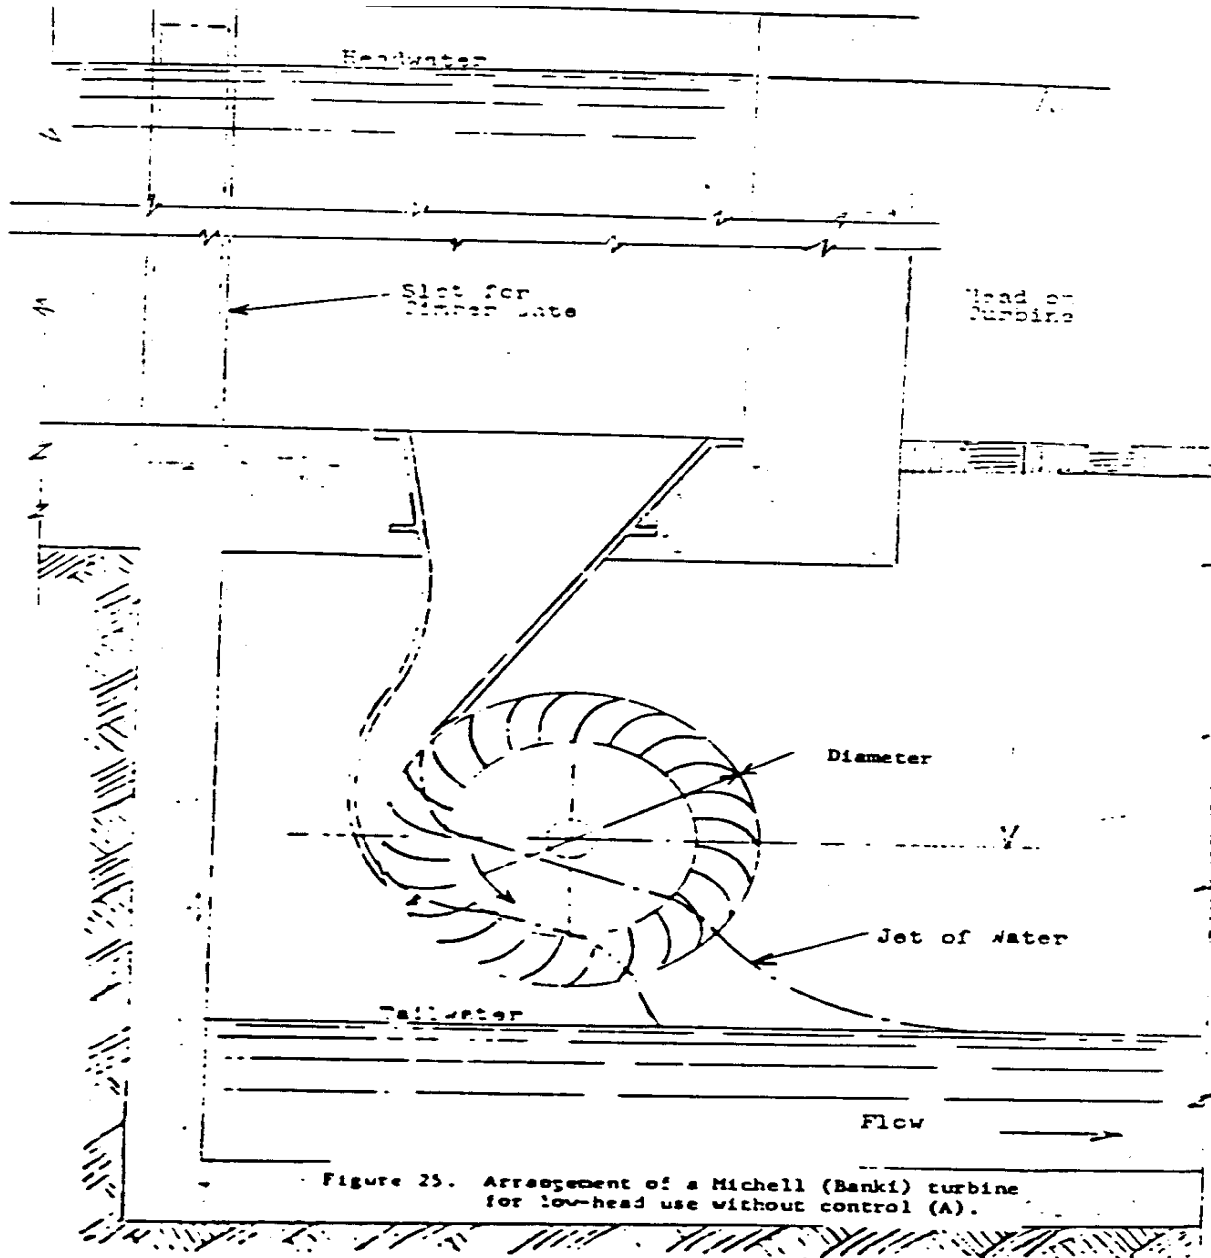 Headwater
Slot for
Timber Gate
Head on
Turbine
Diameter
Jet of Water
Tailwater
Flow
Figure 25. Arrangement of a Michell (Banki) turbine
for low-head use without control (A).